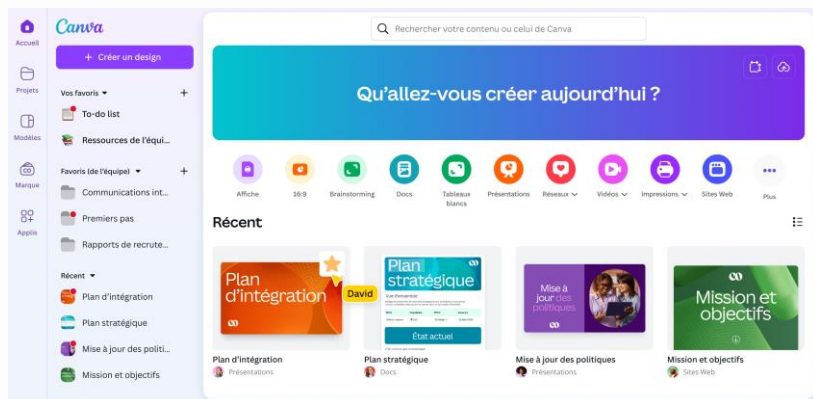 Canva
Rechercher votre contenu ou celui de Canva
Accueil
Projets
Modèles
Marque
Applis
+ Créer un design
Vos favoris
To-do list
Ressources de l'équi...
Favoris (de l'équipe)
Communications int...
Premiers pas
Rapports de recrute...
Récent
Plan d'intégration
Plan stratégique
Mise à jour des politi...
Mission et objectifs
Qu'allez-vous créer aujourd'hui ?
Affiche
16:9
Brainstorming
Docs
Tableaux
blancs
Présentations
Réseaux
Vidéos
Impressions
Sites Web
Plus
Récent
Plan
d'intégration
David
Plan
stratégique
Vue d'ensemble
État actuel
Mise à
jour des
politiques
Mission et
objectifs
Plan d'intégration
Présentations
Plan stratégique
Docs
Mise à jour des politiques
Présentations
Mission et objectifs
Sites Web